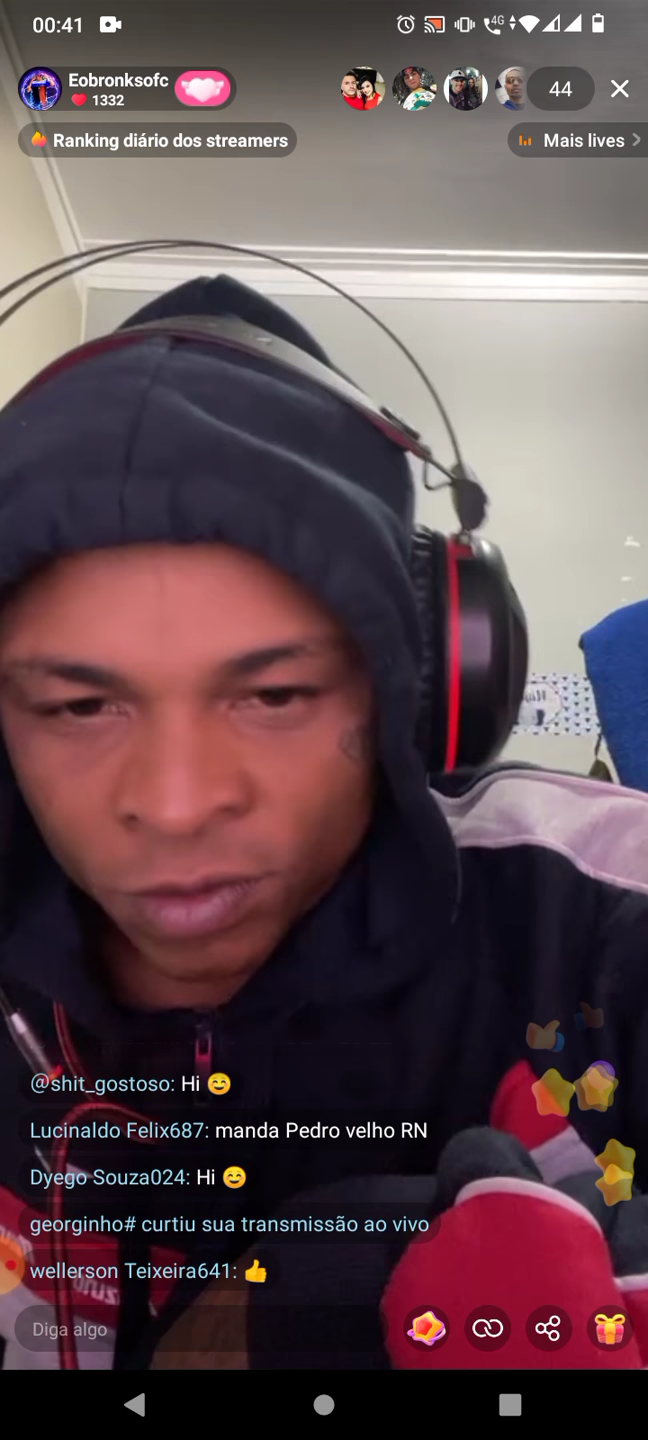 00:41
4G
Eobronksofc
1332
44
Ranking diário dos streamers
Mais lives
@shit_gostoso: Hi 😊
Lucinaldo Felix687: manda Pedro velho RN
Dyego Souza024: Hi 😊
georginho# curtiu sua transmissão ao vivo
wellerson Teixeira641: 👍
Diga algo